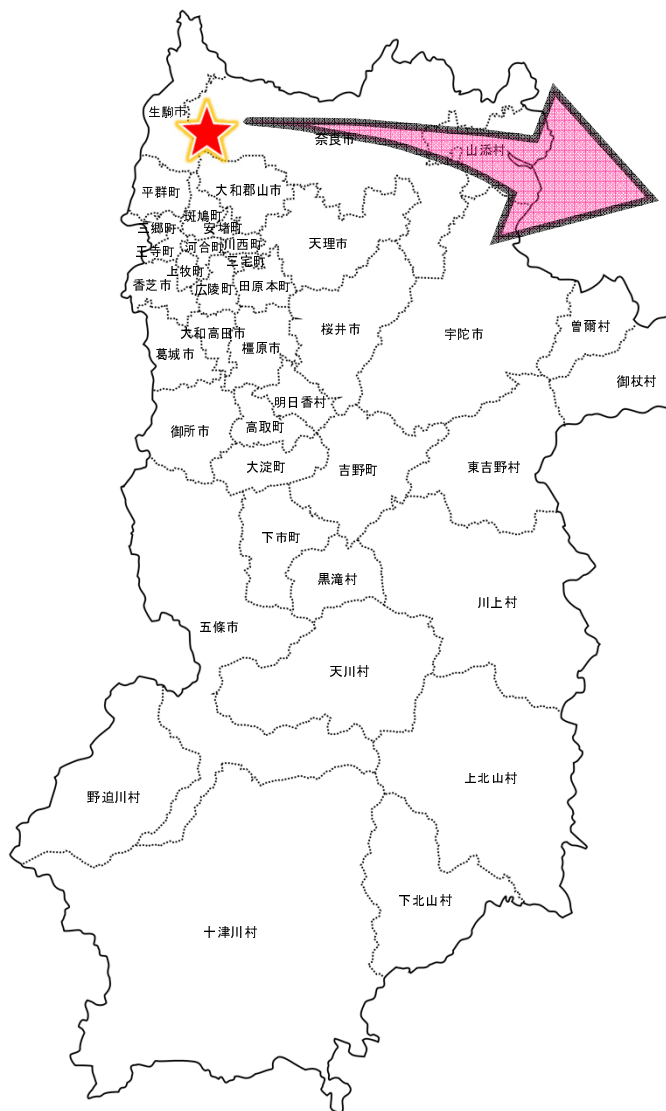 生駒市
奈良市
山添村
平群町
大和郡山市
斑鳩町
三郷町
安堵町
天理市
王寺町
河合町
川西町
三宅町
上牧町
香芝市
広陵町
田原本町
桜井市
宇陀市
曽爾村
大和高田市
橿原市
葛城市
御杖村
明日香村
高取町
御所市
大淀町
吉野町
東吉野村
下市町
黒滝村
川上村
五條市
天川村
上北山村
野迫川村
下北山村
十津川村